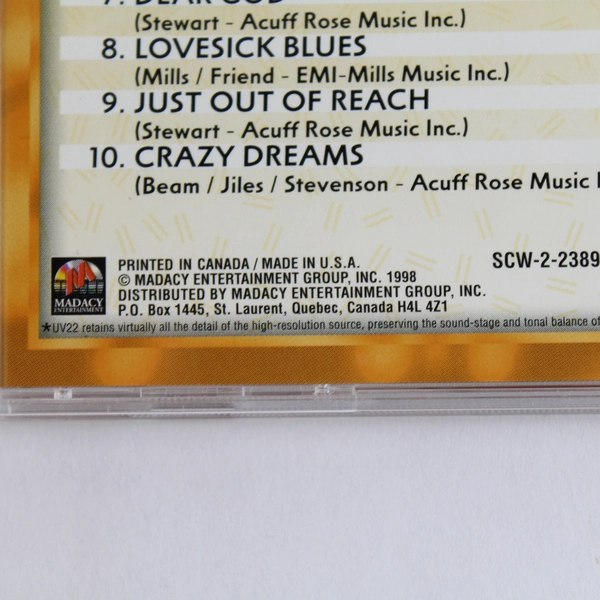 7. DEAR GOD
(Stewart - Acuff Rose Music Inc.)
8. LOVESICK BLUES
(Mills / Friend - EMI-Mills Music Inc.)
9. JUST OUT OF REACH
(Stewart - Acuff Rose Music Inc.)
10. CRAZY DREAMS
(Beam / Jiles / Stevenson - Acuff Rose Music
MADACY
ENTERTAINMENT
PRINTED IN CANADA / MADE IN U.S.A.
© MADACY ENTERTAINMENT GROUP, INC. 1998
DISTRIBUTED BY MADACY ENTERTAINMENT GROUP, INC.
P.O. Box 1445, St. Laurent, Quebec, Canada H4L 4Z1
SCW-2-2389
*UV22 retains virtually all the detail of the high-resolution source, preserving the sound-stage and tonal balance of